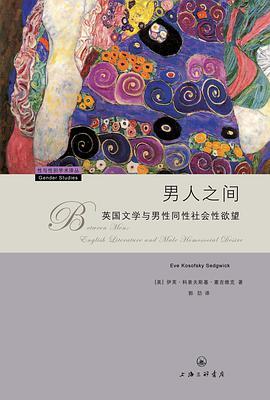 性与性别学术译丛
Gender Studies
男人之间
英国文学与男性同性社会性欲望
Between Men:
English Literature and Male Homosocial Desire
Eve Kosofsky Sedgwick
[美] 伊芙·科索夫斯基·塞吉维克 著
郭劼 译
上海三联书店